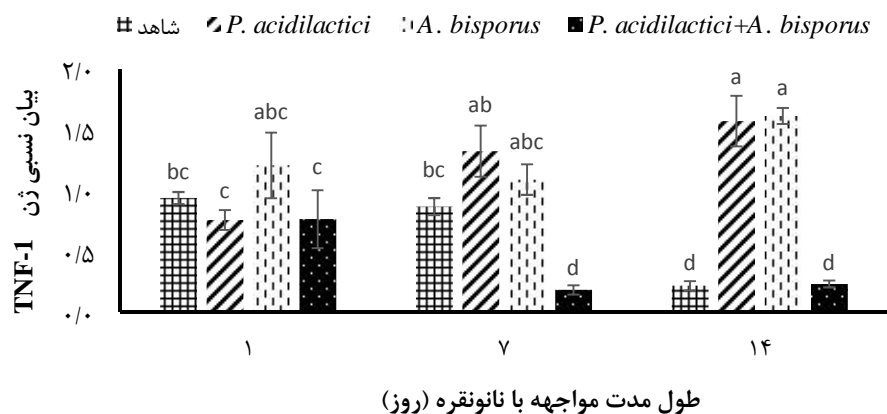 شاهد P. acidilactici A. bisporus P. acidilactici+A. bisporus
بیان نسبی ژن TNF-1
۲/۰
۱/۵
۱/۰
۰/۵
۰/۰
bc c abc c
bc ab abc d
d a a d
۱ ۷ ۱۴
طول مدت مواجهه با نانونقره (روز)